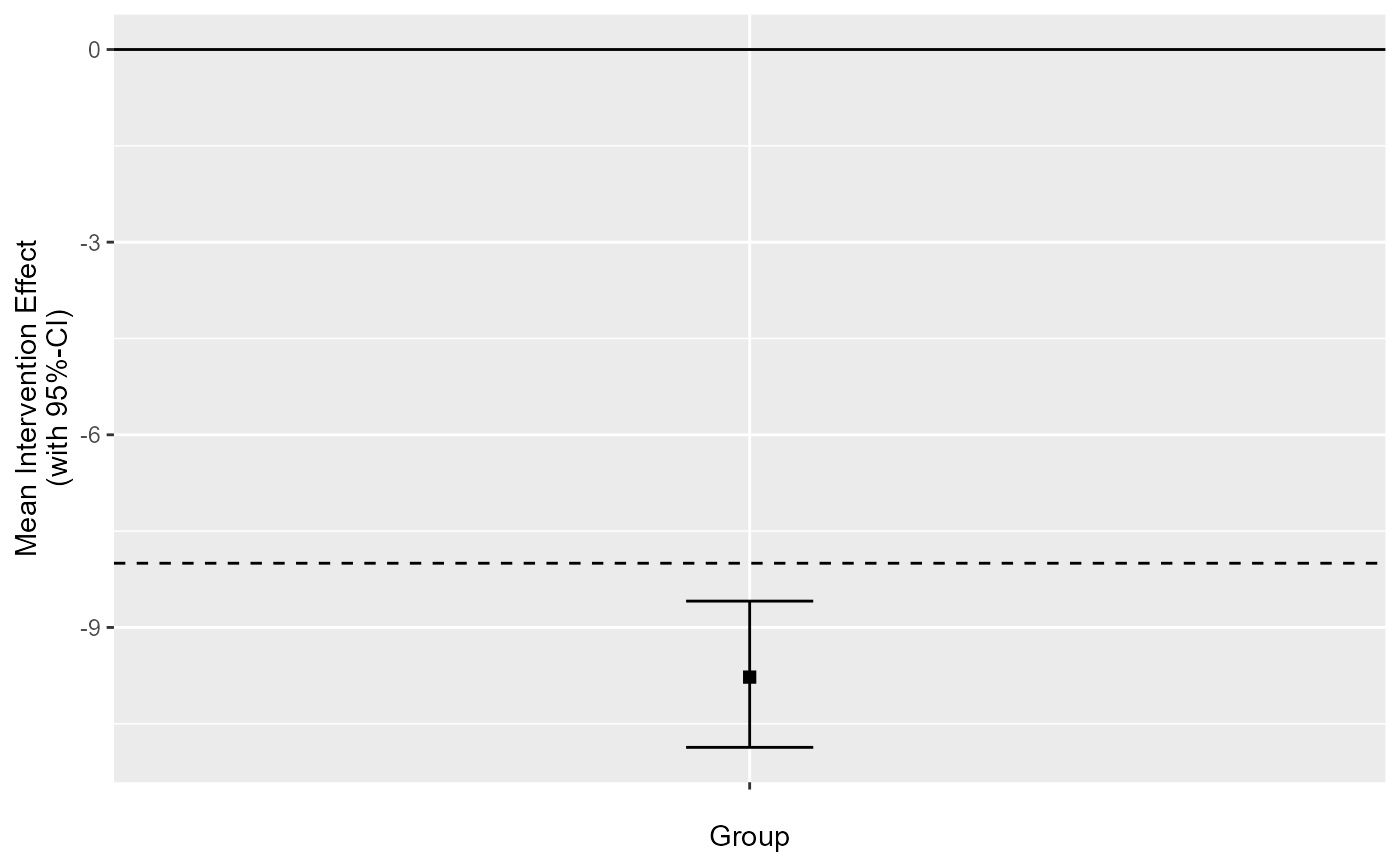 Mean Intervention Effect
(with 95%-CI)
0
-3
-6
-9
Group